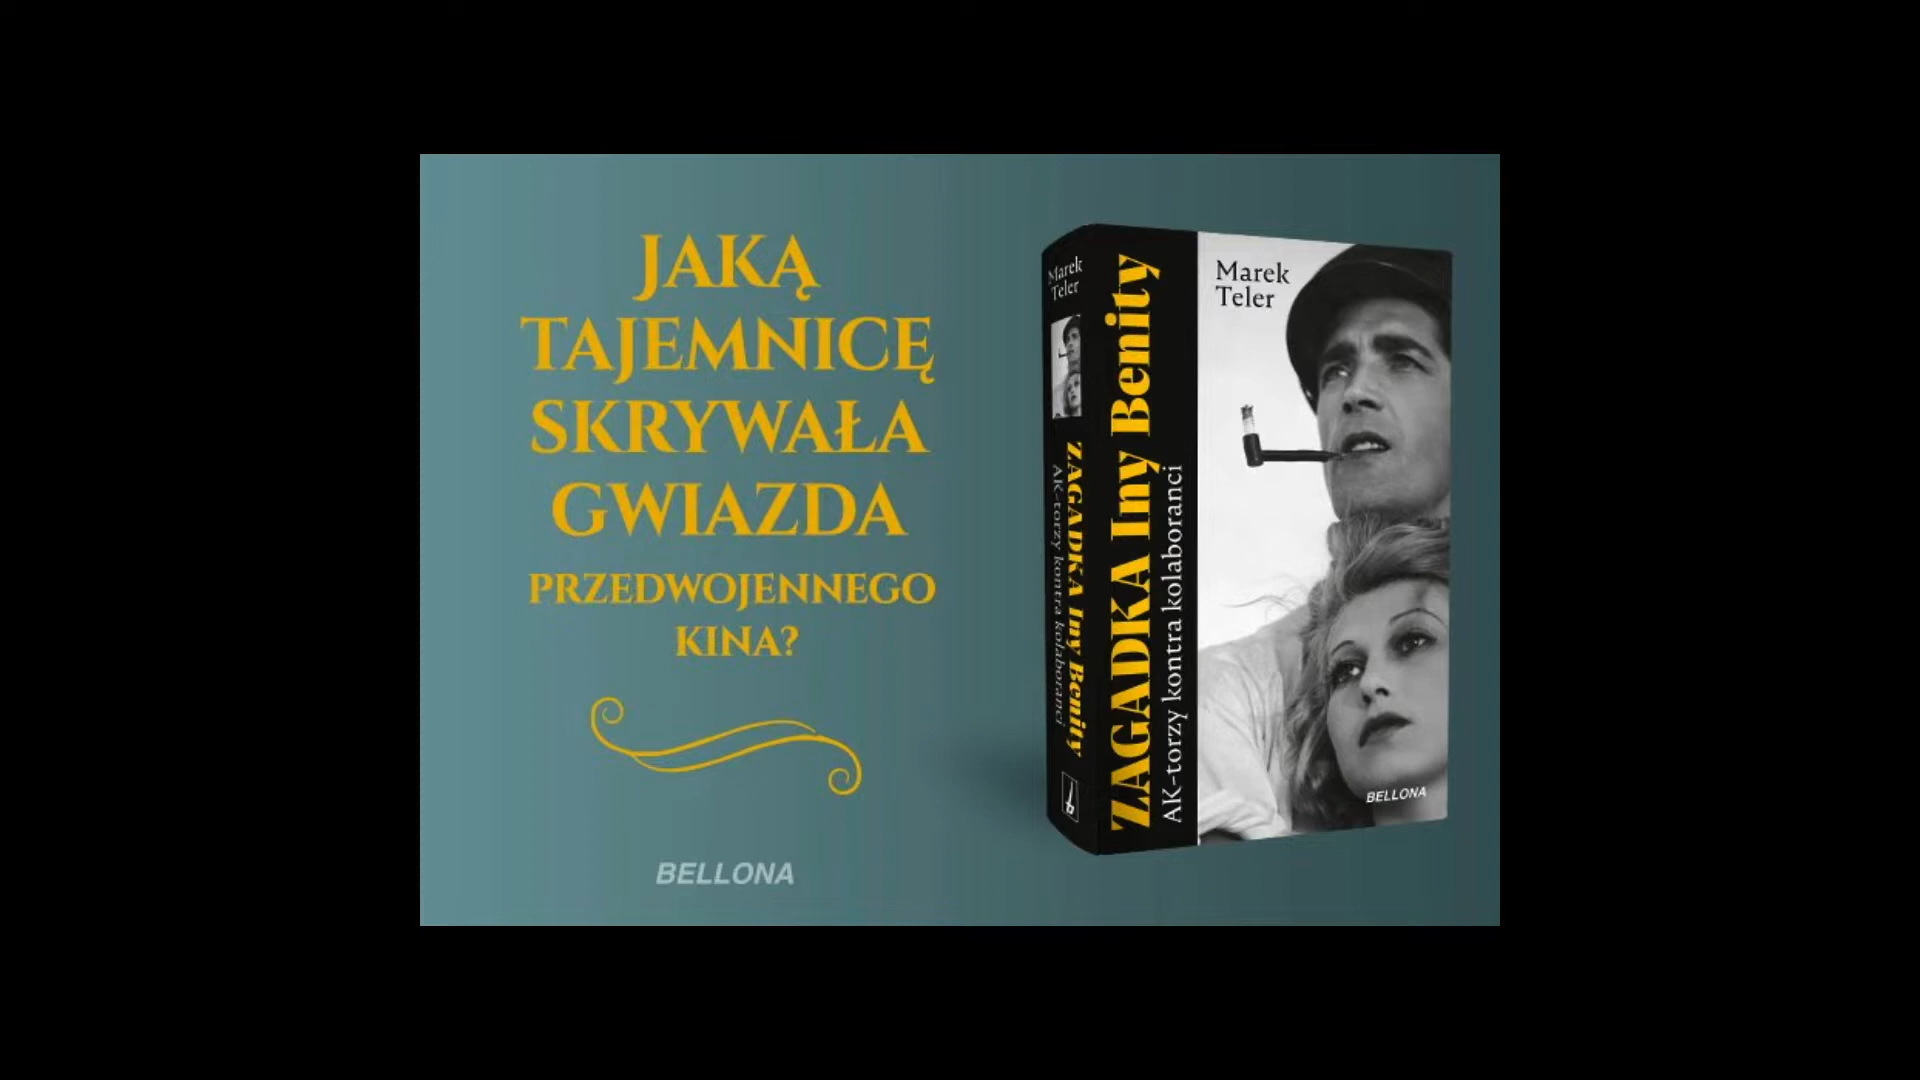 JAKĄ
TAJEMNICĘ
SKRYWAŁA
GWIAZDA
PRZEDWOJENNEGO
KINA?
BELLONA
Marek
Teler
ZAGADKA Iny Benity
AK-torzy kontra kolaboranci
ZAGADKA Iny Benity
AK-torzy kontra kolaboranci
Marek
Teler
BELLONA